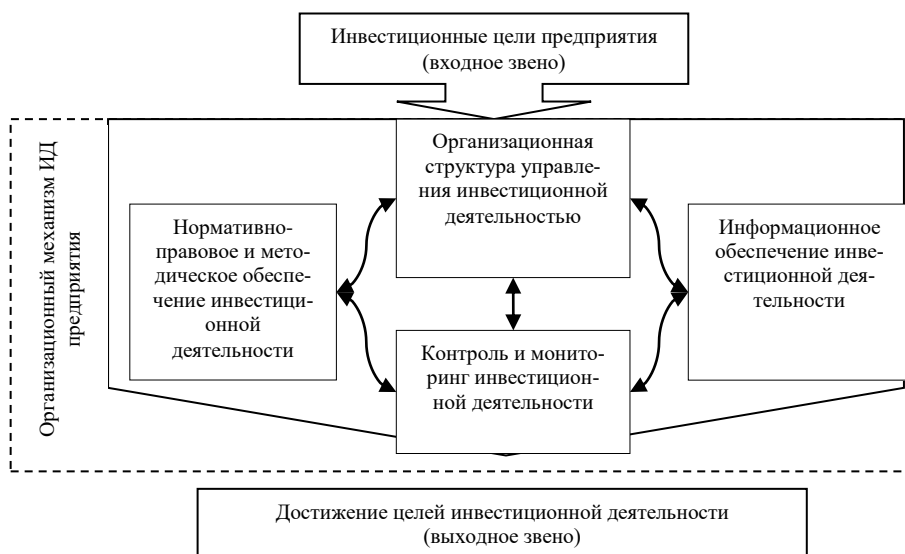 Инвестиционные цели предприятия
(входное звено)
Организационный механизм ИД
предприятия
Организационная
структура управле-
ния инвестиционной
деятельностью
Нормативно-
правовое и мето-
дическое обеспе-
чение инвестици-
онной
деятельности
Информационное
обеспечение инве-
стиционной дея-
тельности
Контроль и монито-
ринг инвестицион-
ной деятельности
Достижение целей инвестиционной деятельности
(выходное звено)